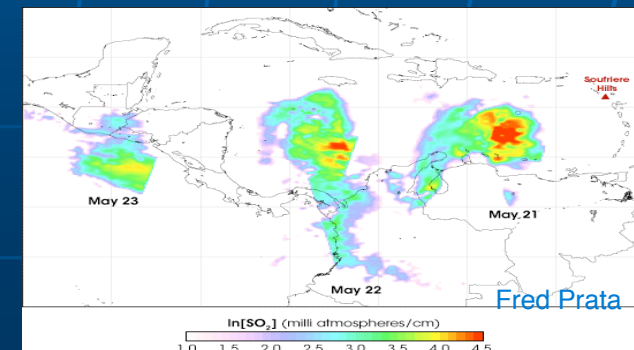 Soufriere
Hills
May 23
May 21
May 22
Fred Prata
ln[SO₂] (milli atmospheres/cm)
1.0 1.5 2.0 2.5 3.0 3.5 4.0 4.5